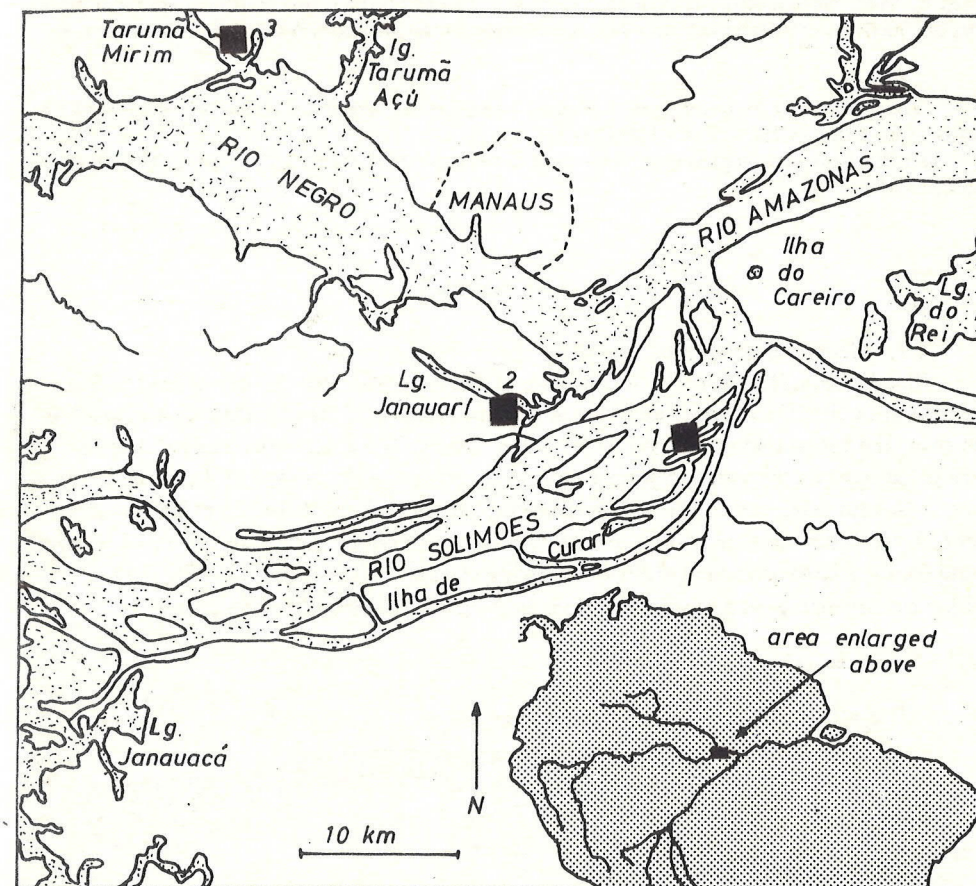 Tarumã
Mirim
3
Ig.
Tarumã
Açú
RIO
NEGRO
MANAUS
RIO AMAZONAS
Ilha
do
Careiro
Lg.
do
Rei
Lg.
Janauarí
2
1
RIO SOLIMOES
Ilha de
Curarí
Lg.
Janauacá
area enlarged
above
N
10 km